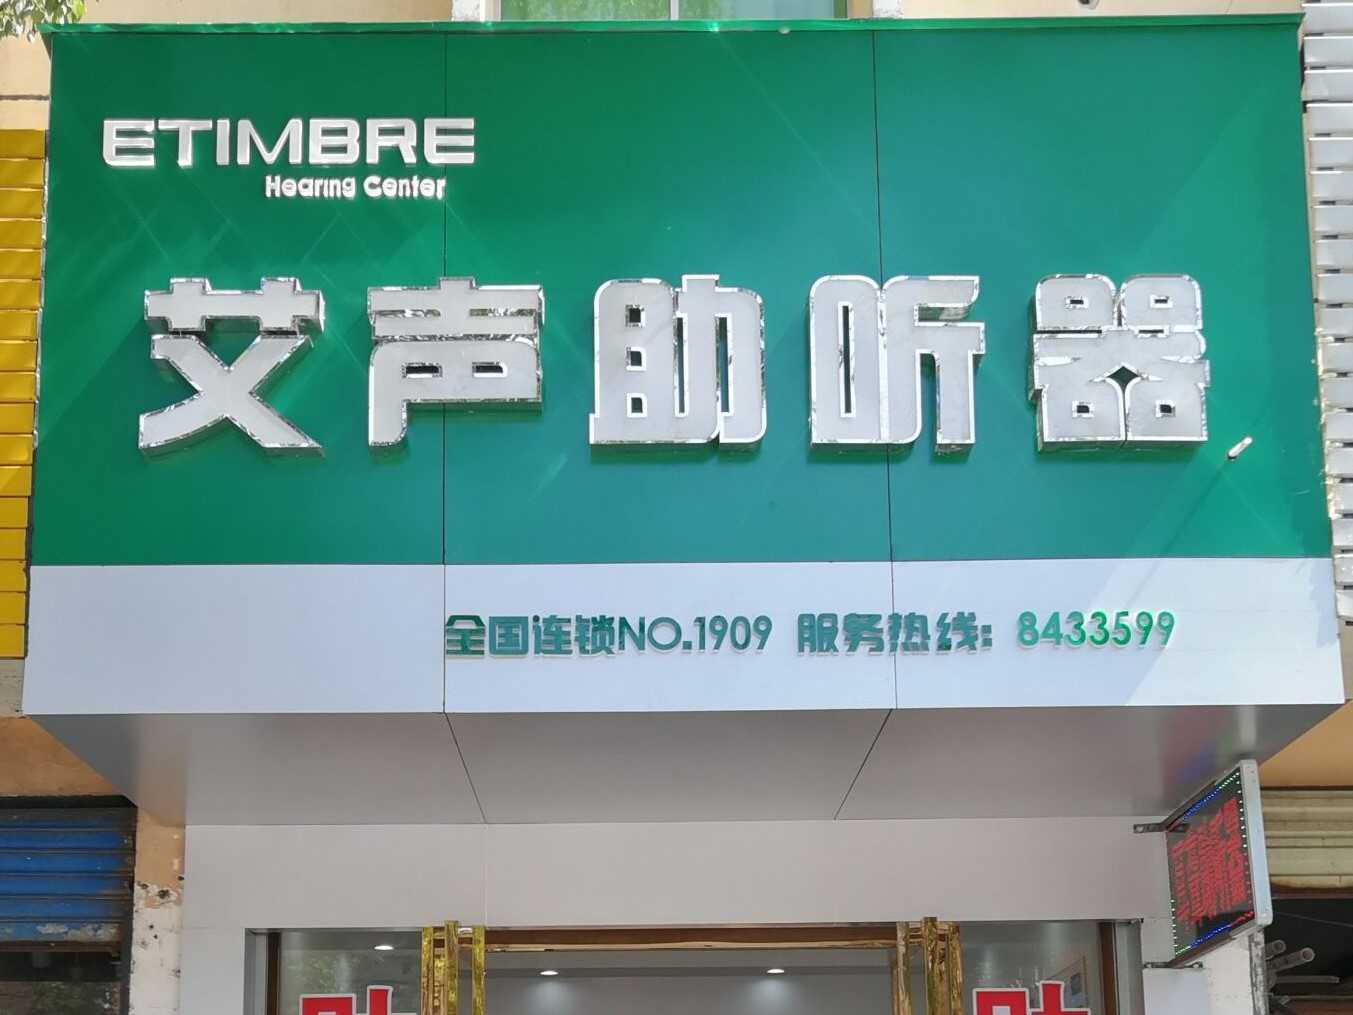 ETIMBRE
Hearing Center
艾声助听器
全国连锁NO.1909 服务热线: 8433599